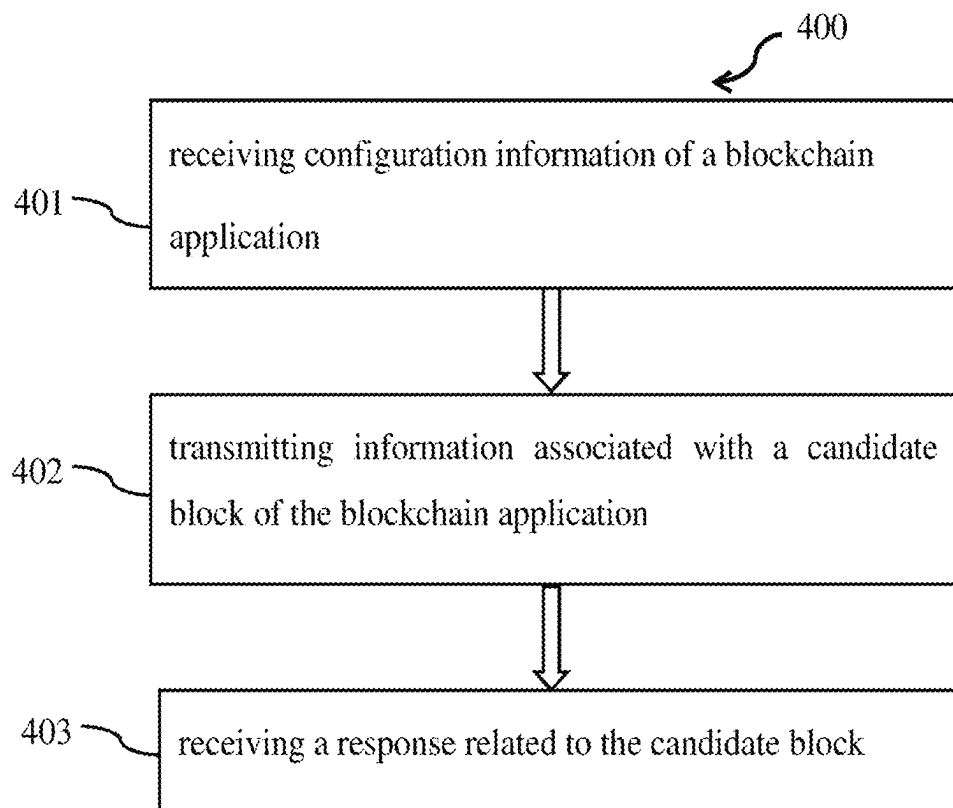 400
receiving configuration information of a blockchain
401
application
transmitting information associated with a candidate
402
block of the blockchain application
403
receiving a response related to the candidate block